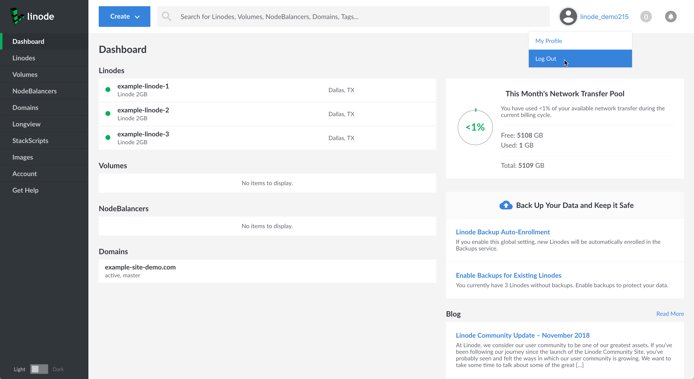 linode
Create
Search for Linodes, Volumes, NodeBalancers, Domains, Tags...
linode_demo215
0
My Profile
Log Out
Dashboard
Linodes
Volumes
NodeBalancers
Domains
Longview
StackScripts
Images
Account
Get Help
Light
Dark
Dashboard
Linodes
example-linode-1
Linode 2GB
Dallas, TX
example-linode-2
Linode 2GB
Dallas, TX
example-linode-3
Linode 2GB
Dallas, TX
Volumes
No items to display.
NodeBalancers
No items to display.
Domains
example-site-demo.com
active, master
This Month's Network Transfer Pool
<1%
You have used <1% of your available network transfer during the
current billing cycle.
Free: 5108 GB
Used: 1 GB
Total: 5109 GB
Back Up Your Data and Keep it Safe
Linode Backup Auto-Enrollment
If you enable this global setting, new Linodes will be automatically enrolled in the
Backups service.
Enable Backups for Existing Linodes
You currently have 3 Linodes without backups. Enable backups to protect your data.
Blog
Read More
Linode Community Update – November 2018
At Linode, we consider our user community to be one of our greatest assets. If you've
been following our journey since the launch of the Linode Community Site, you've
probably seen and felt the ways in which our user community is growing. We want to
take some time to talk about some of the great [...]